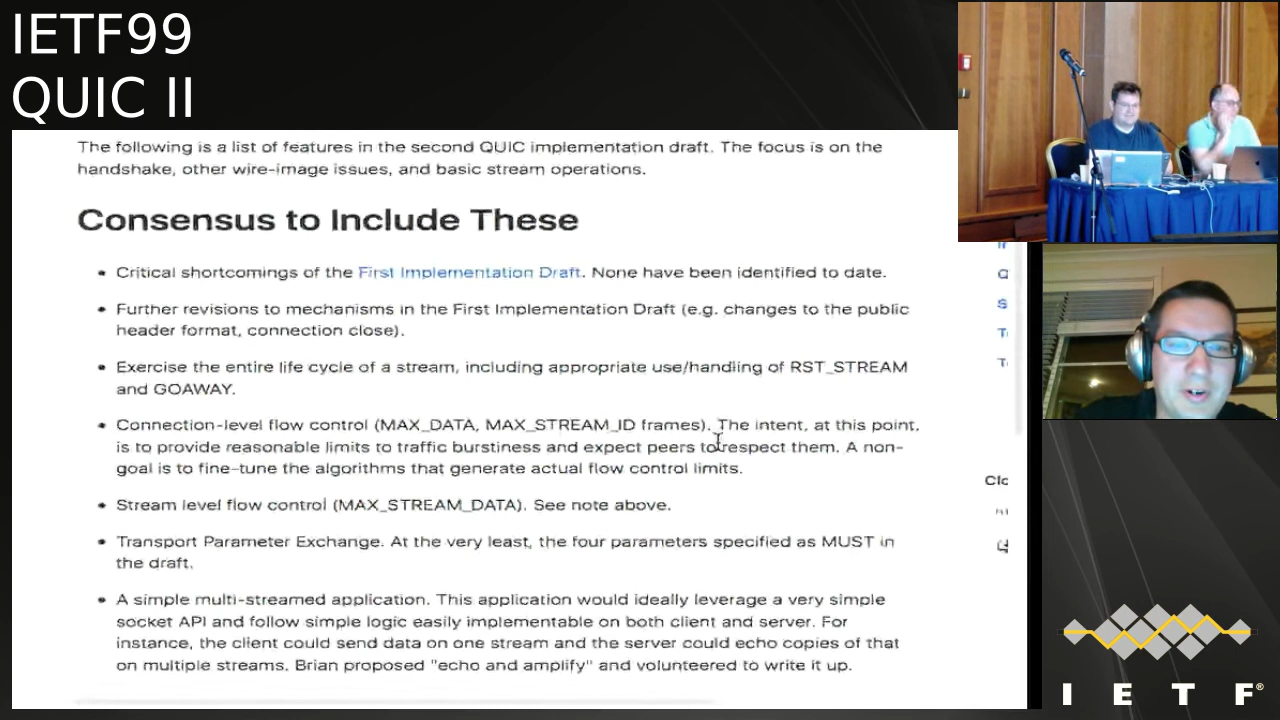 IETF99
QUIC II
The following is a list of features in the second QUIC implementation draft. The focus is on the
handshake, other wire-image issues, and basic stream operations.
Consensus to Include These
• Critical shortcomings of the First Implementation Draft. None have been identified to date.
• Further revisions to mechanisms in the First Implementation Draft (e.g. changes to the public
header format, connection close).
• Exercise the entire life cycle of a stream, including appropriate use/handling of RST_STREAM
and GOAWAY.
• Connection-level flow control (MAX_DATA, MAX_STREAM_ID frames). The intent, at this point,
is to provide reasonable limits to traffic burstiness and expect peers to respect them. A non-
goal is to fine-tune the algorithms that generate actual flow control limits.
• Stream level flow control (MAX_STREAM_DATA). See note above.
• Transport Parameter Exchange. At the very least, the four parameters specified as MUST in
the draft.
• A simple multi-streamed application. This application would ideally leverage a very simple
socket API and follow simple logic easily implementable on both client and server. For
instance, the client could send data on one stream and the server could echo copies of that
on multiple streams. Brian proposed "echo and amplify" and volunteered to write it up.
Clc
I E T F®